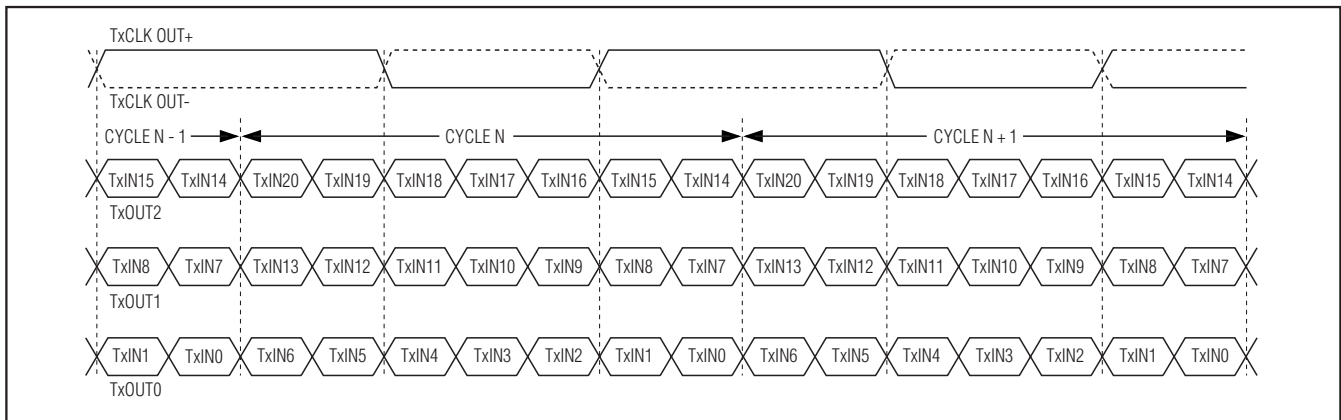 TxCLK OUT+
TxCLK OUT-
CYCLE N - 1 CYCLE N CYCLE N + 1
TxIN15 TxIN14 TxIN20 TxIN19 TxIN18 TxIN17 TxIN16 TxIN15 TxIN14 TxIN20 TxIN19 TxIN18 TxIN17 TxIN16 TxIN15 TxIN14
TxOUT2
TxIN8 TxIN7 TxIN13 TxIN12 TxIN11 TxIN10 TxIN9 TxIN8 TxIN7 TxIN13 TxIN12 TxIN11 TxIN10 TxIN9 TxIN8 TxIN7
TxOUT1
TxIN1 TxIN0 TxIN6 TxIN5 TxIN4 TxIN3 TxIN2 TxIN1 TxIN0 TxIN6 TxIN5 TxIN4 TxIN3 TxIN2 TxIN1 TxIN0
TxOUT0